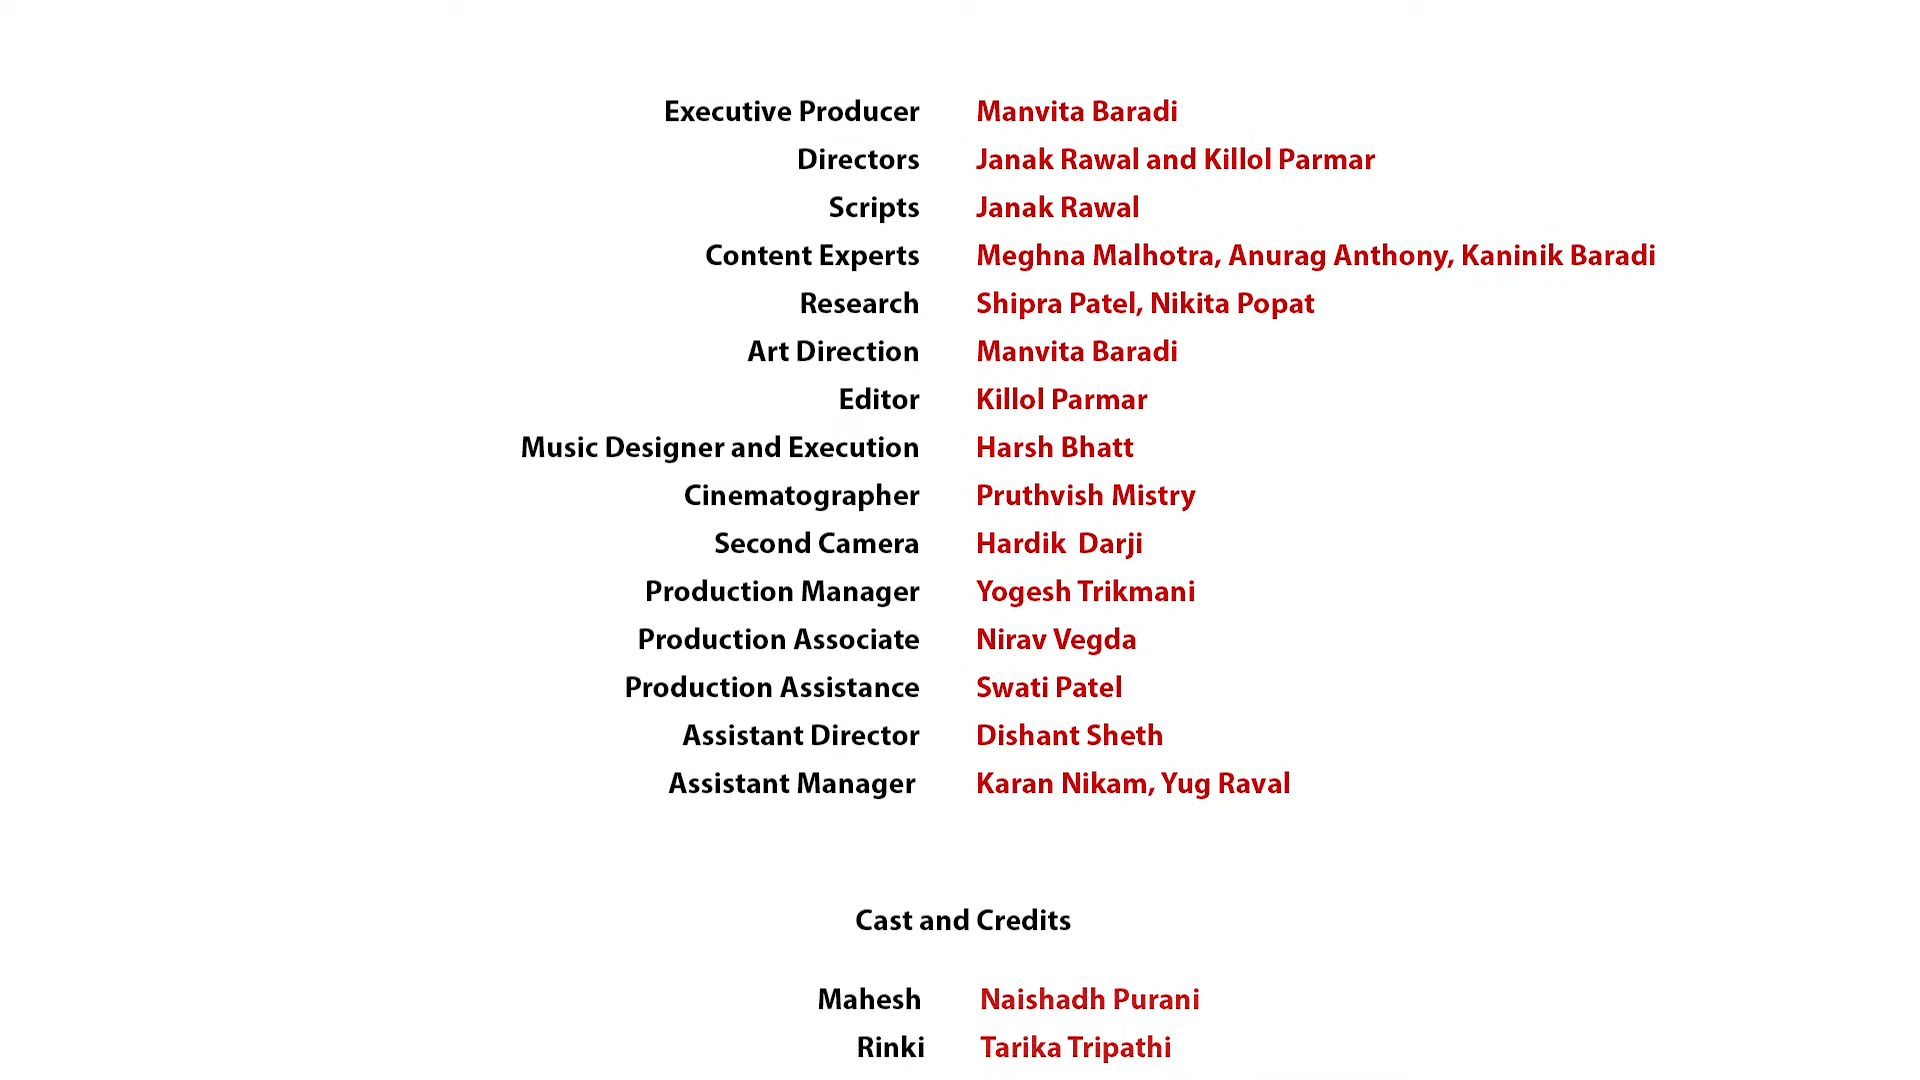 Executive Producer Manvita Baradi
Directors Janak Rawal and Killol Parmar
Scripts Janak Rawal
Content Experts Meghna Malhotra, Anurag Anthony, Kaninik Baradi
Research Shipra Patel, Nikita Popat
Art Direction Manvita Baradi
Editor Killol Parmar
Music Designer and Execution Harsh Bhatt
Cinematographer Pruthvish Mistry
Second Camera Hardik Darji
Production Manager Yogesh Trikmani
Production Associate Nirav Vegda
Production Assistance Swati Patel
Assistant Director Dishant Sheth
Assistant Manager Karan Nikam, Yug Raval
Cast and Credits
Mahesh Naishadh Purani
Rinki Tarika Tripathi